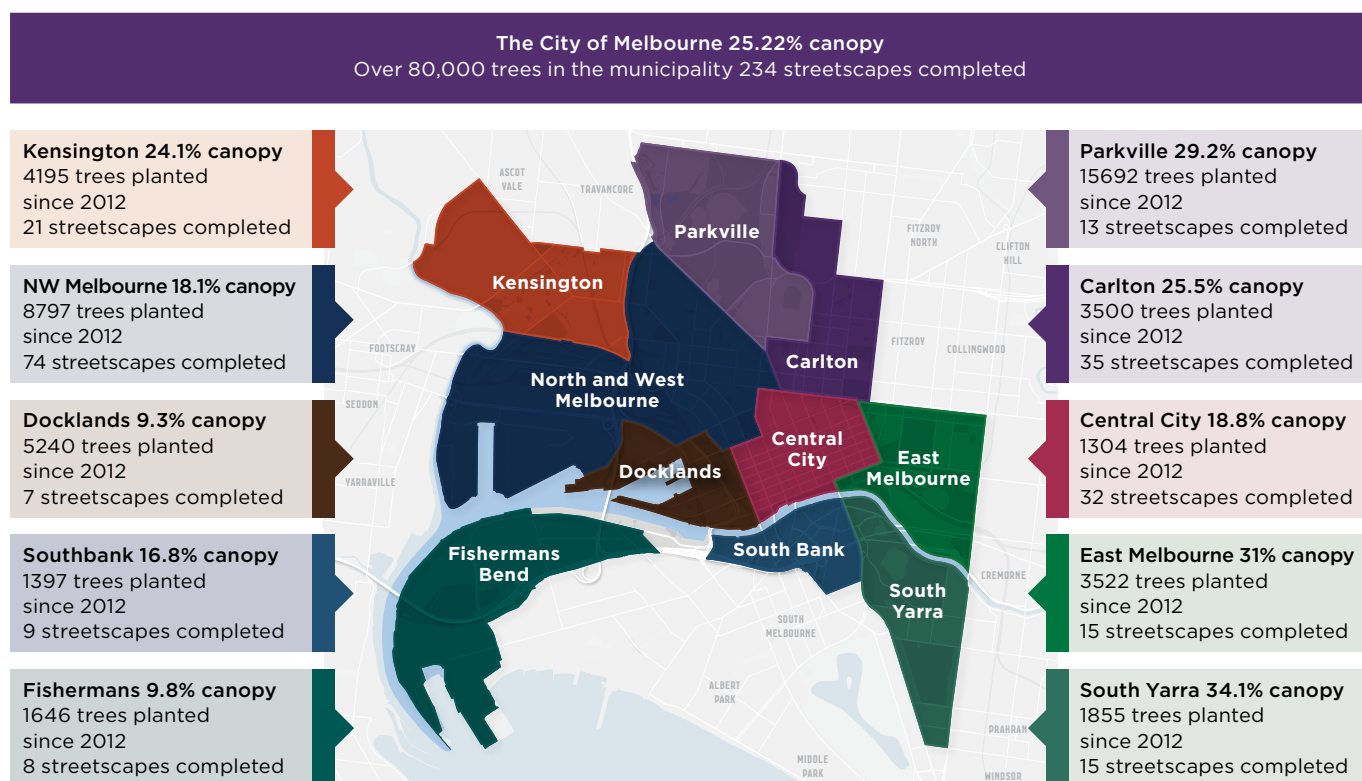 The City of Melbourne 25.22% canopy
Over 80,000 trees in the municipality 234 streetscapes completed
Kensington 24.1% canopy
4195 trees planted
since 2012
21 streetscapes completed
NW Melbourne 18.1% canopy
8797 trees planted
since 2012
74 streetscapes completed
Docklands 9.3% canopy
5240 trees planted
since 2012
7 streetscapes completed
Southbank 16.8% canopy
1397 trees planted
since 2012
9 streetscapes completed
Fishermans 9.8% canopy
1646 trees planted
since 2012
8 streetscapes completed
ASCOT
VALE
TRAVANCORE
Parkville
FITZROY
NORTH
CLIFTON
HILL
Kensington
FOOTSCRAY
FITZROY
COLLINGWOOD
Carlton
North and West
Melbourne
SEDDON
Central
City
East
Melbourne
Docklands
YARRAVILLE
Fishermans
Bend
South Bank
CREMORNE
South
Yarra
SOUTH
MELBOURNE
ALBERT
PARK
PRAHRAN
MIDDLE
PARK
WINDSOR
Parkville 29.2% canopy
15692 trees planted
since 2012
13 streetscapes completed
Carlton 25.5% canopy
3500 trees planted
since 2012
35 streetscapes completed
Central City 18.8% canopy
1304 trees planted
since 2012
32 streetscapes completed
East Melbourne 31% canopy
3522 trees planted
since 2012
15 streetscapes completed
South Yarra 34.1% canopy
1855 trees planted
since 2012
15 streetscapes completed